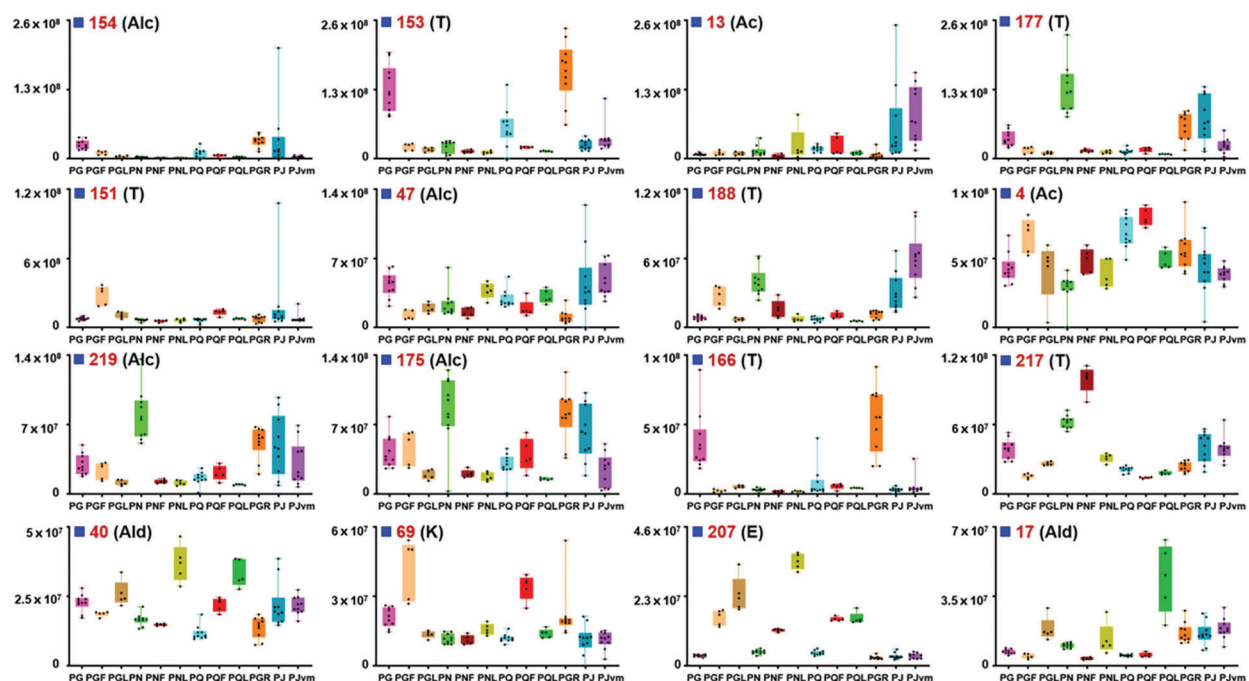 154 (Alc) 153 (T) 13 (Ac) 177 (T)
2.6 x 10⁸ 2.6 x 10⁸ 2.6 x 10⁸ 2.6 x 10⁸
1.3 x 10⁸ 1.3 x 10⁸ 1.3 x 10⁸ 1.3 x 10⁸
0 0 0 0
PG PGF PGL PN PNF PNL PQ PQF PQL PGR PJ PJvm PG PGF PGL PN PNF PNL PQ PQF PQL PGR PJ PJvm PG PGF PGL PN PNF PNL PQ PQF PQL PGR PJ PJvm PG PGF PGL PN PNF PNL PQ PQF PQL PGR PJ PJvm
151 (T) 47 (Alc) 188 (T) 4 (Ac)
1.2 x 10⁸ 1.4 x 10⁸ 1.2 x 10⁸ 1 x 10⁸
6 x 10⁷ 7 x 10⁷ 6 x 10⁷ 5 x 10⁷
0 0 0 0
PG PGF PGL PN PNF PNL PQ PQF PQL PGR PJ PJvm PG PGF PGL PN PNF PNL PQ PQF PQL PGR PJ PJvm PG PGF PGL PN PNF PNL PQ PQF PQL PGR PJ PJvm PG PGF PGL PN PNF PNL PQ PQF PQL PGR PJ PJvm
219 (Alc) 175 (Alc) 166 (T) 217 (T)
1.4 x 10⁸ 1.4 x 10⁸ 1 x 10⁸ 1.2 x 10⁸
7 x 10⁷ 7 x 10⁷ 5 x 10⁷ 6 x 10⁷
0 0 0 0
PG PGF PGL PN PNF PNL PQ PQF PQL PGR PJ PJvm PG PGF PGL PN PNF PNL PQ PQF PQL PGR PJ PJvm PG PGF PGL PN PNF PNL PQ PQF PQL PGR PJ PJvm PG PGF PGL PN PNF PNL PQ PQF PQL PGR PJ PJvm
40 (Ald) 69 (K) 207 (E) 17 (Ald)
5 x 10⁷ 6 x 10⁷ 4.6 x 10⁷ 7 x 10⁷
2.5 x 10⁷ 3 x 10⁷ 2.3 x 10⁷ 3.5 x 10⁷
0 0 0 0
PG PGF PGL PN PNF PNL PQ PQF PQL PGR PJ PJvm PG PGF PGL PN PNF PNL PQ PQF PQL PGR PJ PJvm PG PGF PGL PN PNF PNL PQ PQF PQL PGR PJ PJvm PG PGF PGL PN PNF PNL PQ PQF PQL PGR PJ PJvm